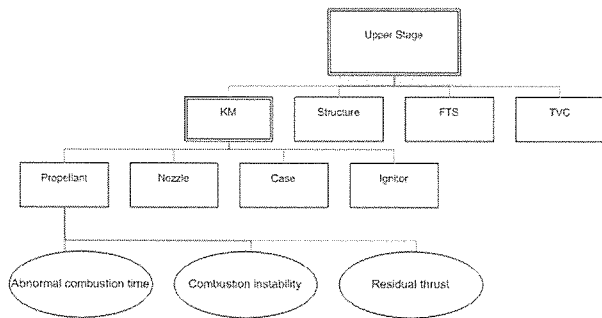 Upper Stage
KM
Structure
FTS
TVC
Propellant
Nozzle
Case
Ignitor
Abnormal combustion time
Combustion instability
Residual thrust